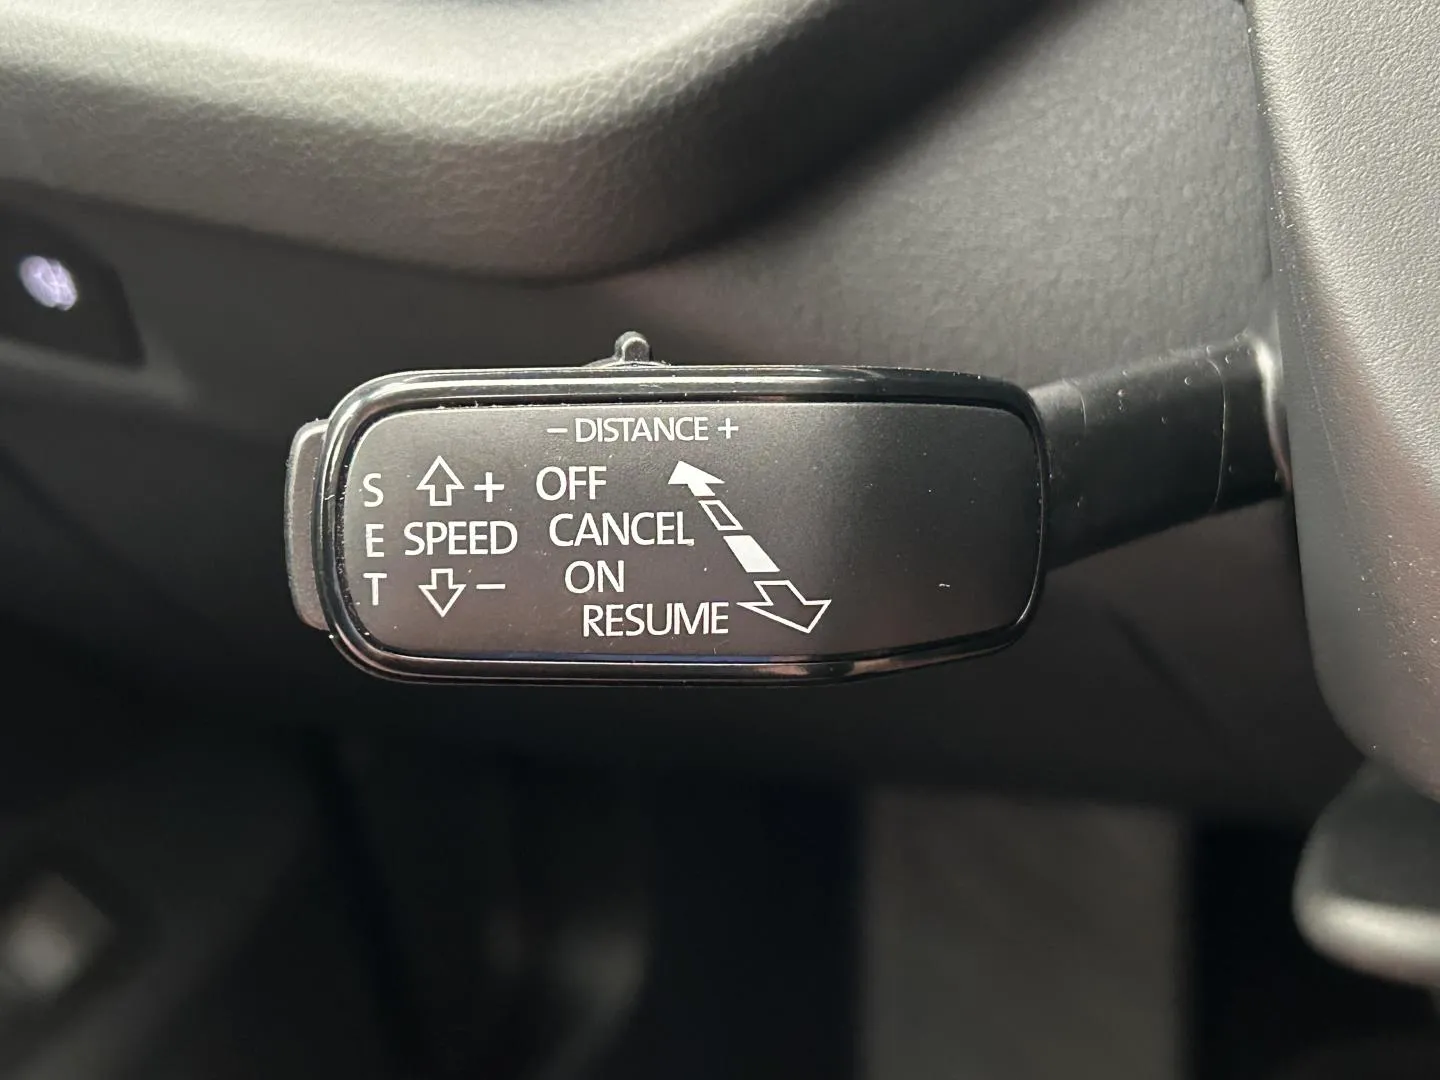 − DISTANCE +
S + OFF
E SPEED CANCEL
T − ON
RESUME